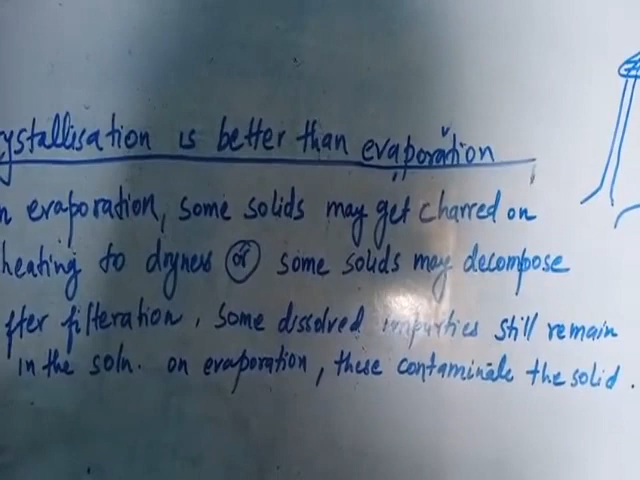 ystallisation is better than evaporation
n evaporation, some solids may get charred on
heating to dryness or some solids may decompose
fter filteration, some dissolved impurties still remain
in the soln. on evaporation, these contaminate the solid.